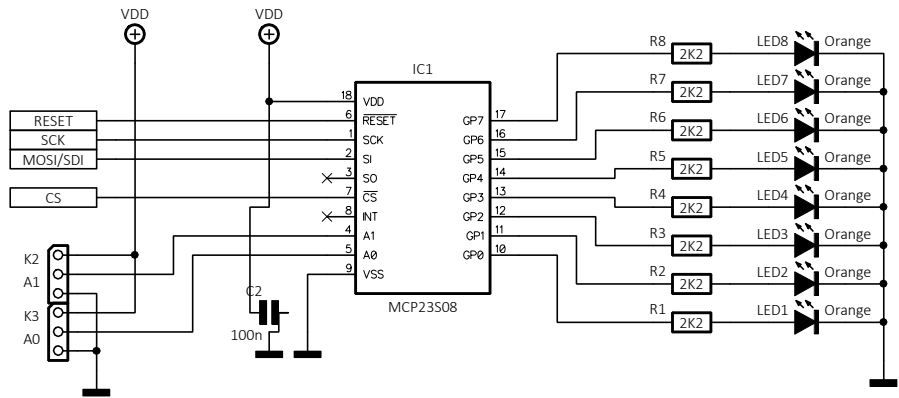 VDD VDD
IC1
RESET
SCK
MOSI/SDI
CS
K2
A1
K3
A0
C2
100n
18 VDD
6 RESET
1 SCK
2 SI
3 SO
7 CS
8 INT
4 A1
5 A0
9 VSS
GP7 17
GP6 16
GP5 15
GP4 14
GP3 13
GP2 12
GP1 11
GP0 10
MCP23S08
R8 2K2 LED8 Orange
R7 2K2 LED7 Orange
R6 2K2 LED6 Orange
R5 2K2 LED5 Orange
R4 2K2 LED4 Orange
R3 2K2 LED3 Orange
R2 2K2 LED2 Orange
R1 2K2 LED1 Orange